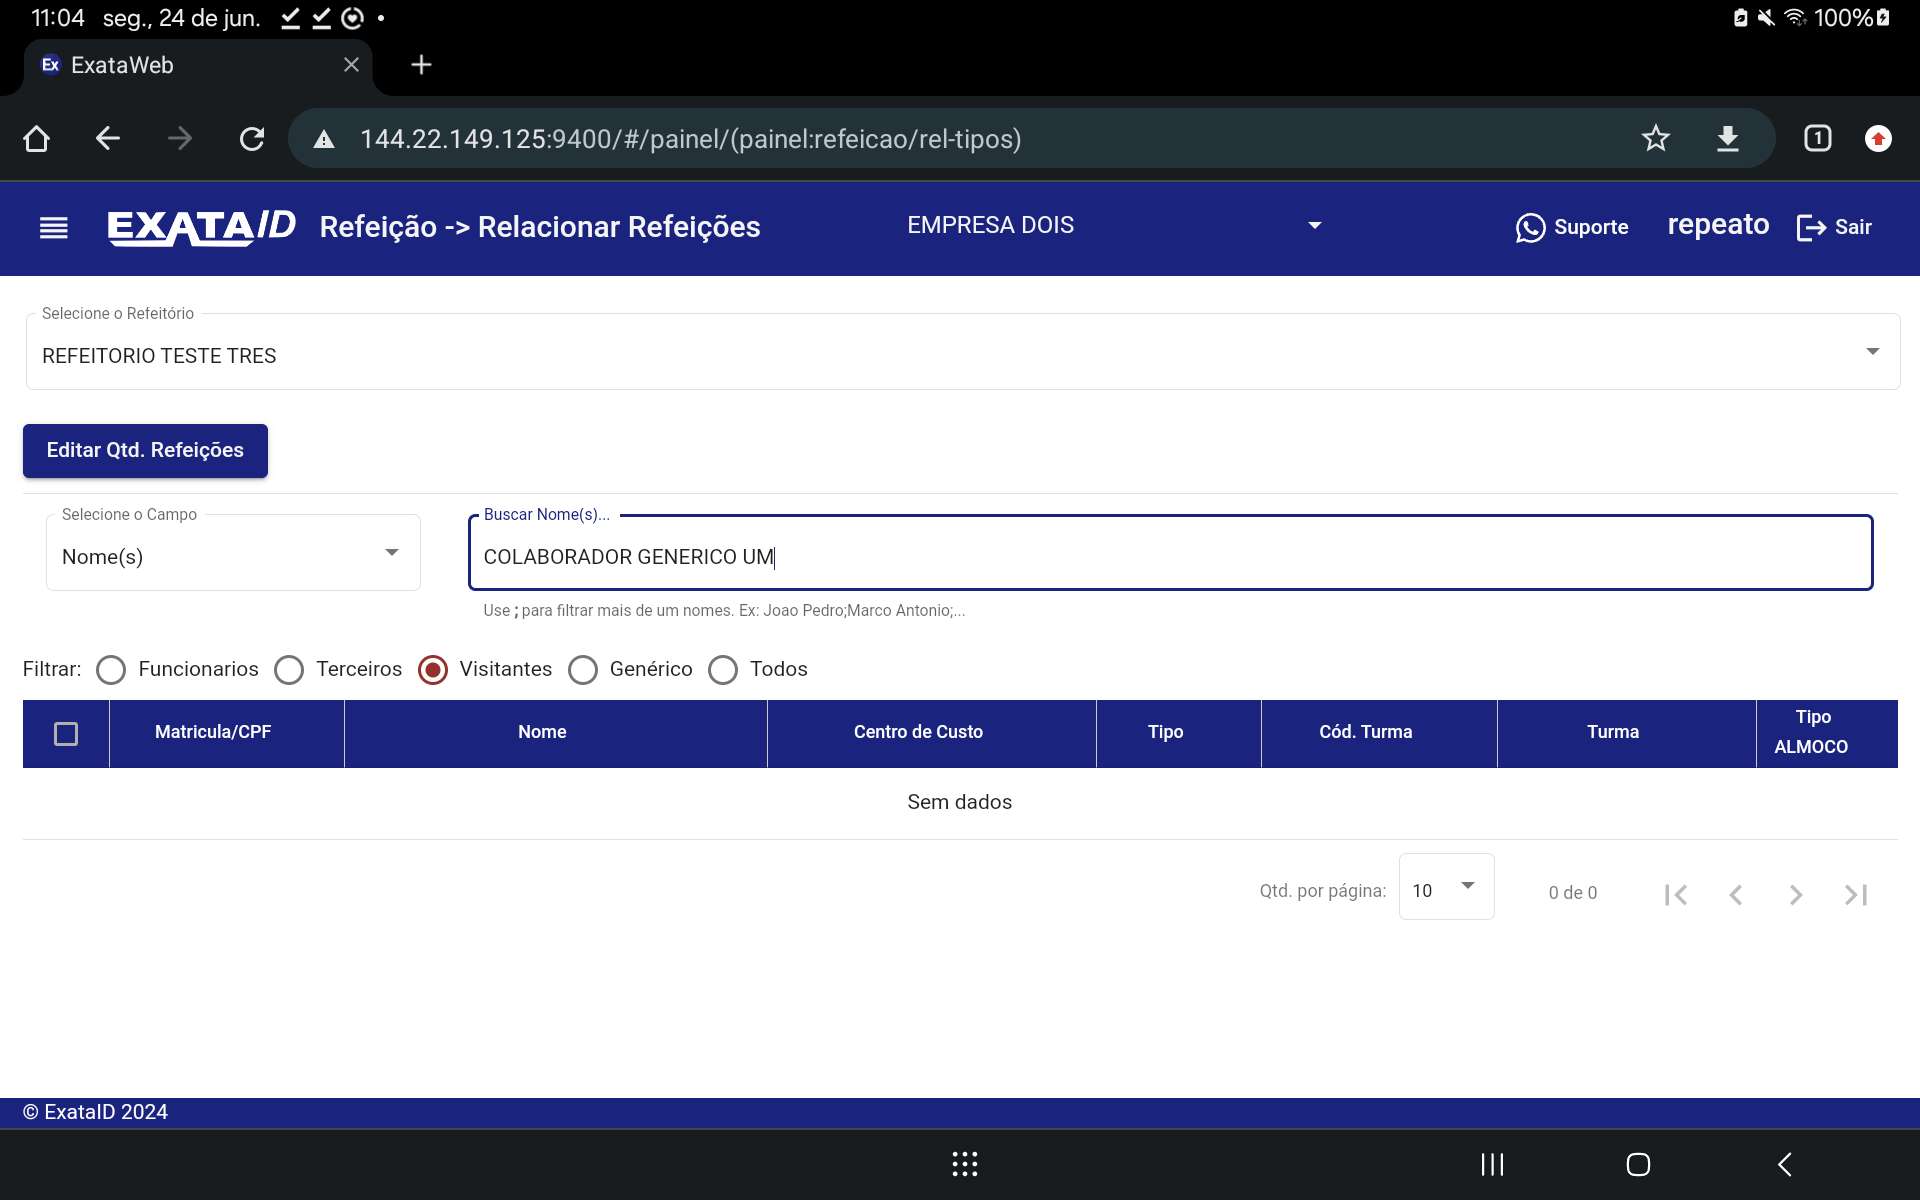 11:04 seg., 24 de jun. 100%
Ex ExataWeb
144.22.149.125:9400/#/painel/(painel:refeicao/rel-tipos) 1
EXATAID Refeição -> Relacionar Refeições EMPRESA DOIS Suporte repeato Sair
Selecione o Refeitório
REFEITORIO TESTE TRES
Editar Qtd. Refeições
Selecione o Campo Buscar Nome(s)...
Nome(s) COLABORADOR GENERICO UM
Use ; para filtrar mais de um nomes. Ex: Joao Pedro;Marco Antonio;...
Filtrar: Funcionarios Terceiros Visitantes Genérico Todos
Matricula/CPF Nome Centro de Custo Tipo Cód. Turma Turma Tipo ALMOCO
Sem dados
Qtd. por página: 10 0 de 0
© ExataID 2024